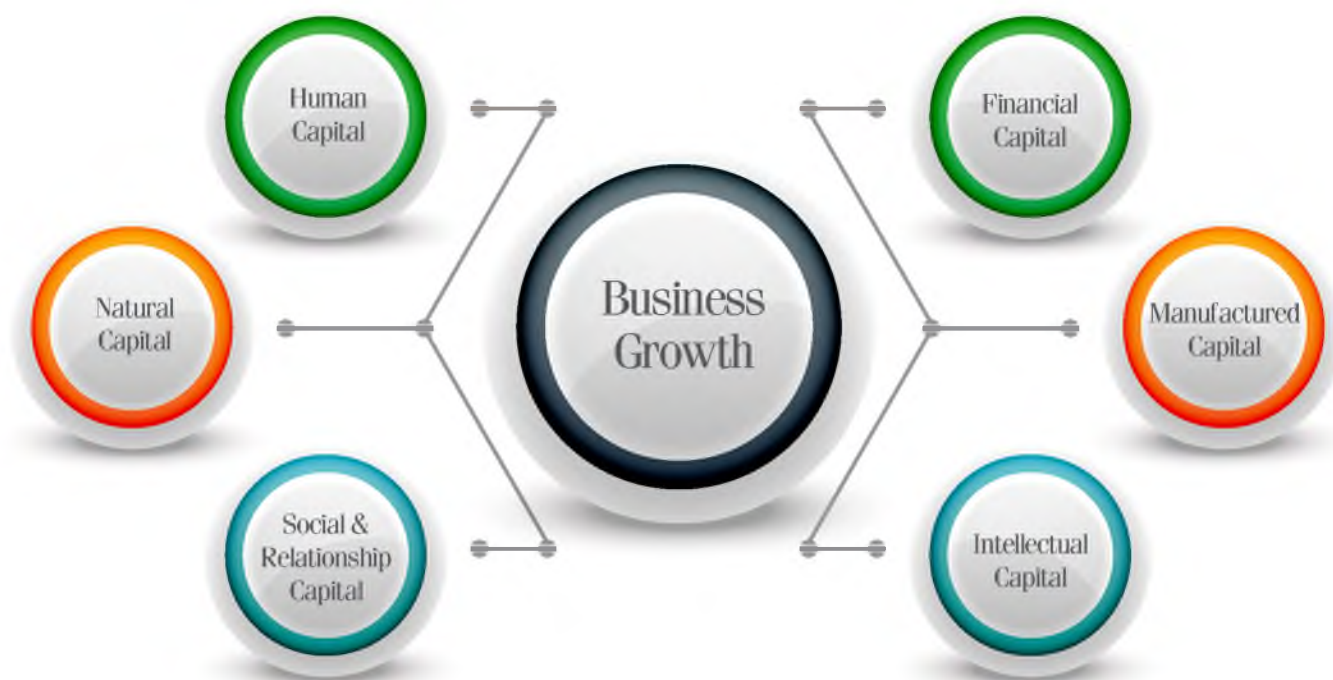 Human
Capital
Financial
Capital
Natural
Capital
Business
Growth
Manufactured
Capital
Social &
Relationship
Capital
Intellectual
Capital